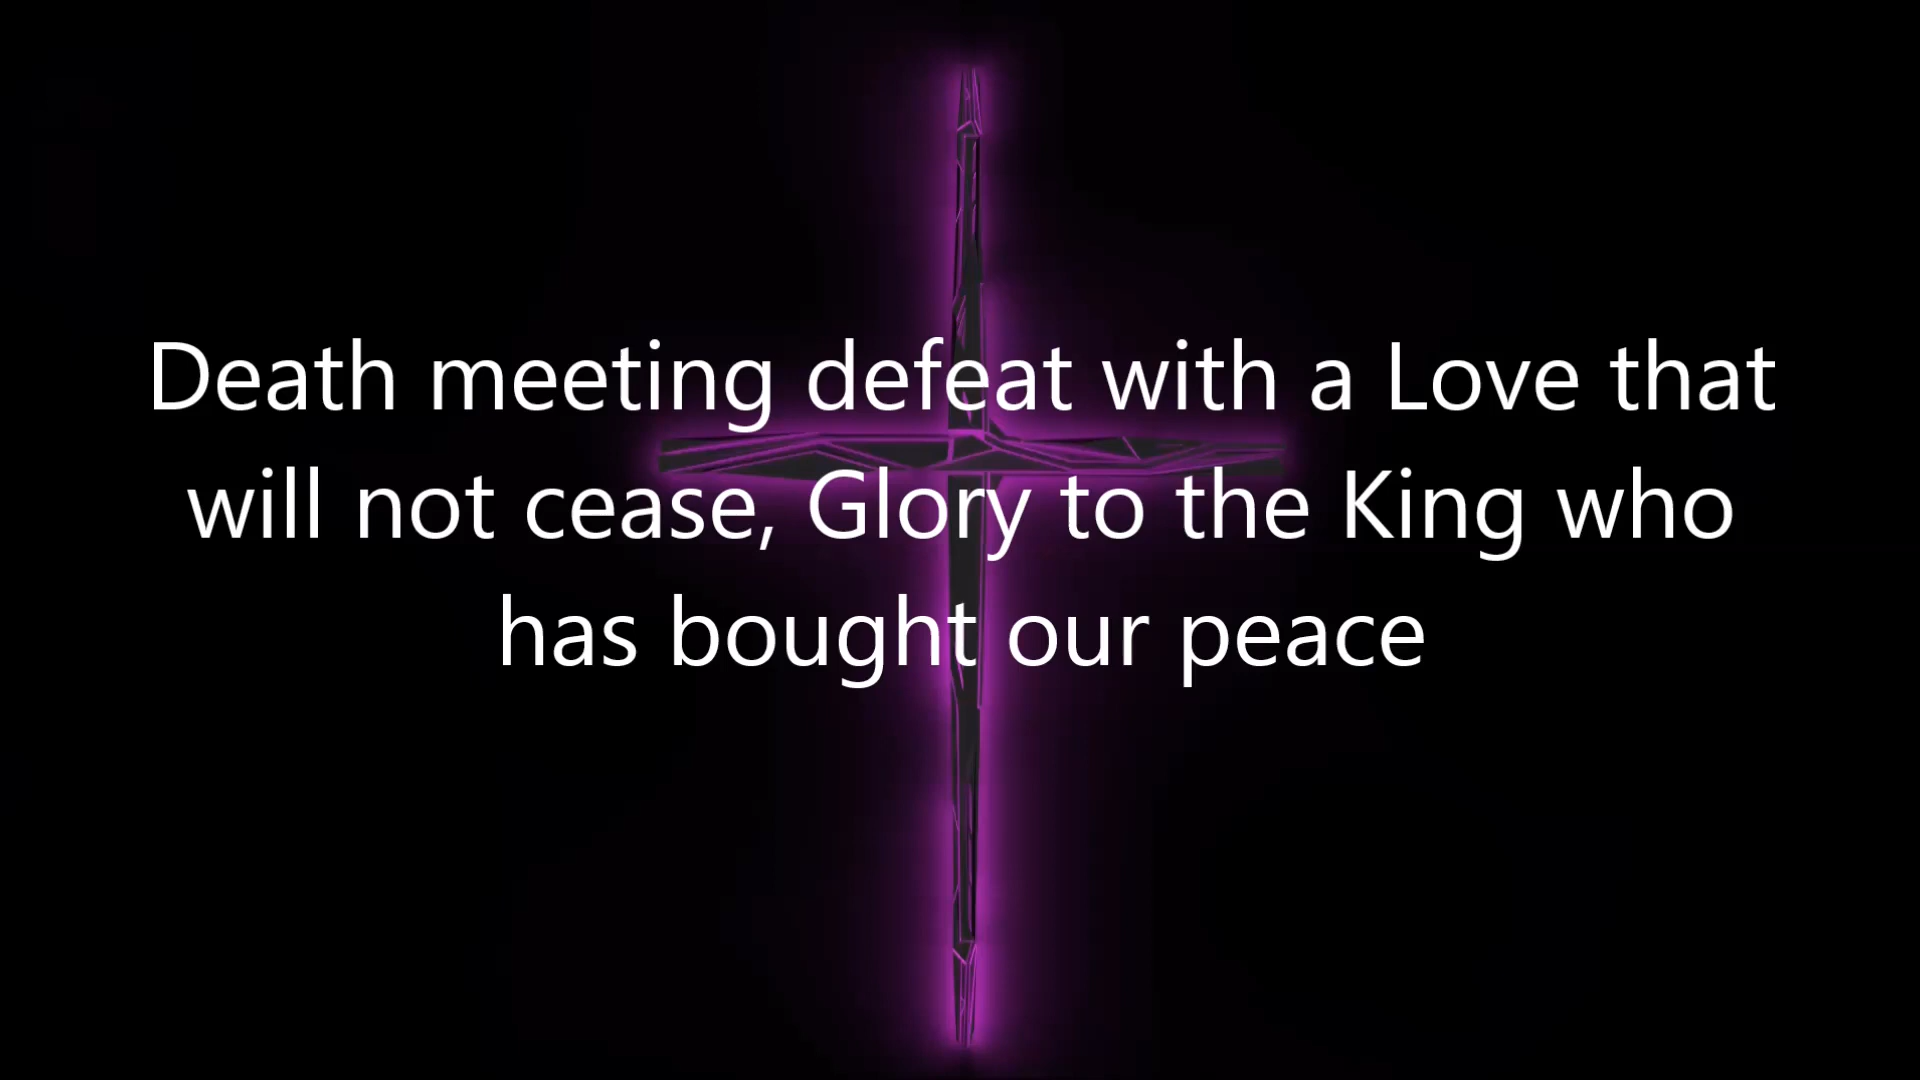 Death meeting defeat with a Love that
will not cease, Glory to the King who
has bought our peace